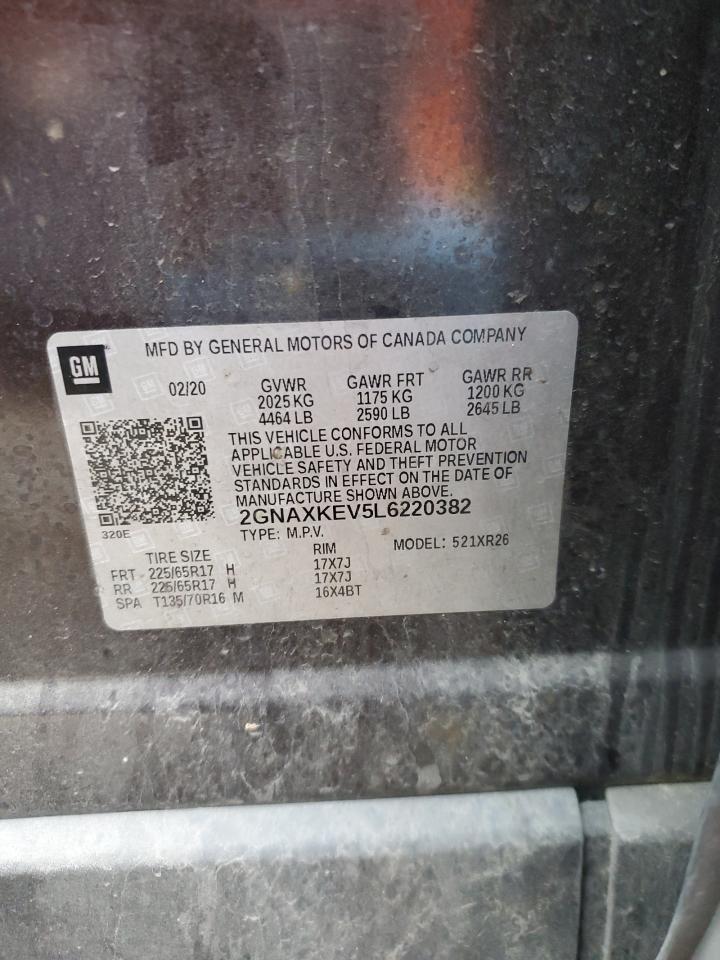 GM
MFD BY GENERAL MOTORS OF CANADA COMPANY
02/20 GVWR GAWR FRT GAWR RR
2025 KG 1175 KG 1200 KG
4464 LB 2590 LB 2645 LB
THIS VEHICLE CONFORMS TO ALL
APPLICABLE U.S. FEDERAL MOTOR
VEHICLE SAFETY AND THEFT PREVENTION
STANDARDS IN EFFECT ON THE DATE OF
MANUFACTURE SHOWN ABOVE.
320E
2GNAXKEV5L6220382
TYPE: M.P.V. MODEL: 521XR26
TIRE SIZE RIM
FRT 225/65R17 H 17X7J
RR 225/65R17 H 17X7J
SPA T135/70R16 M 16X4BT